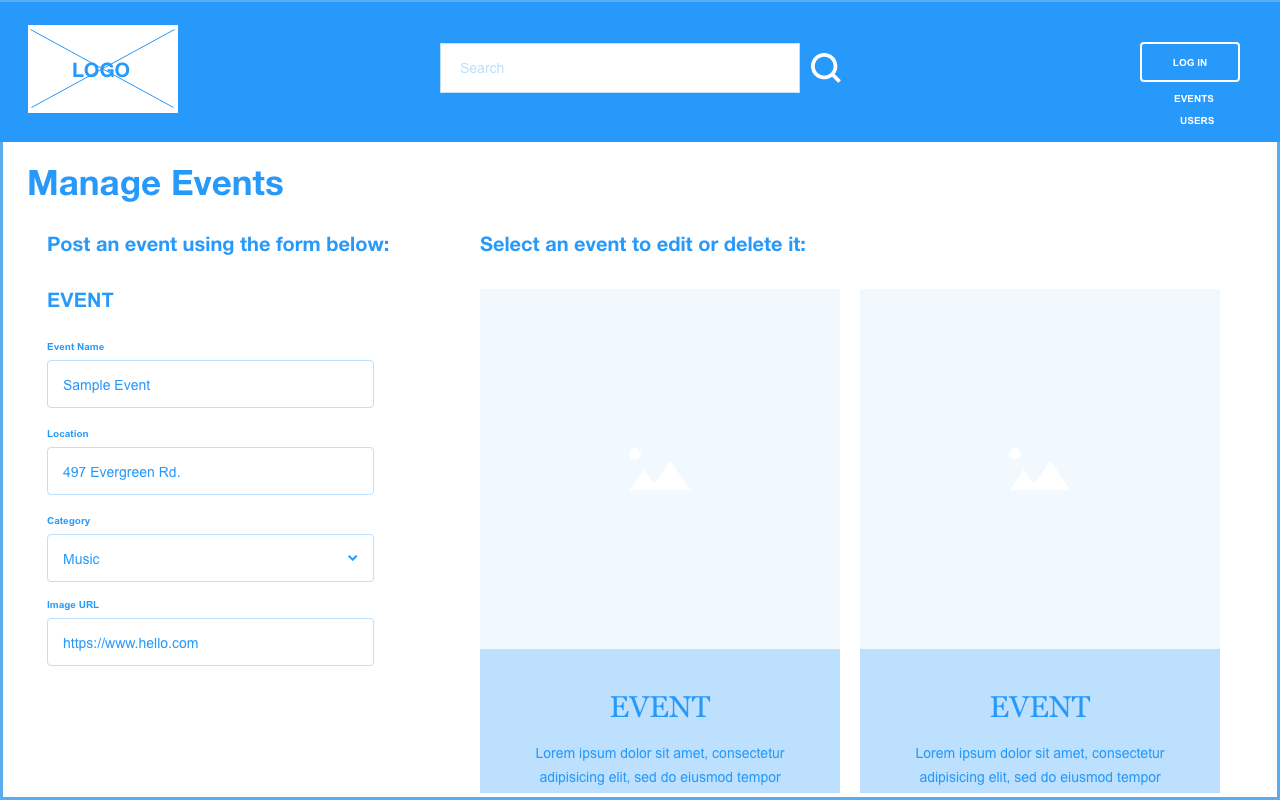 LOGO
Search
LOG IN
EVENTS
USERS
Manage Events
Post an event using the form below:
EVENT
Event Name
Sample Event
Location
497 Evergreen Rd.
Category
Music
Image URL
https://www.hello.com
Select an event to edit or delete it:
EVENT
Lorem ipsum dolor sit amet, consectetur
adipisicing elit, sed do eiusmod tempor
EVENT
Lorem ipsum dolor sit amet, consectetur
adipisicing elit, sed do eiusmod tempor